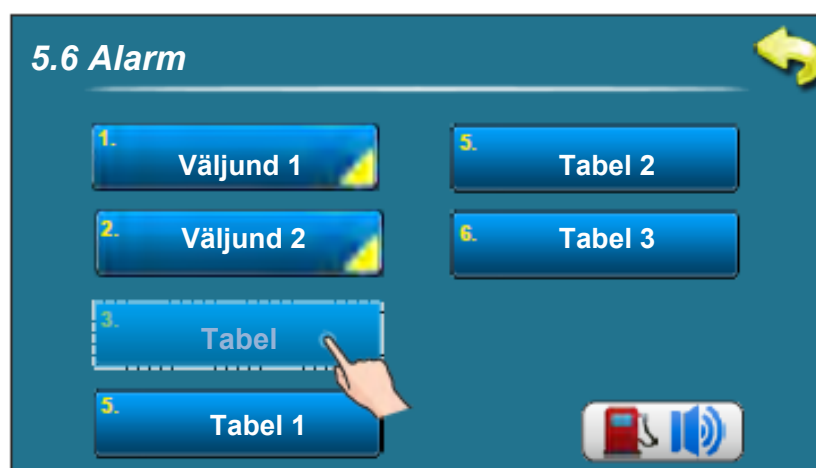 5.6 Alarm
1. Väljund 1
2. Väljund 2
3. Tabel
5. Tabel 1
5. Tabel 2
6. Tabel 3